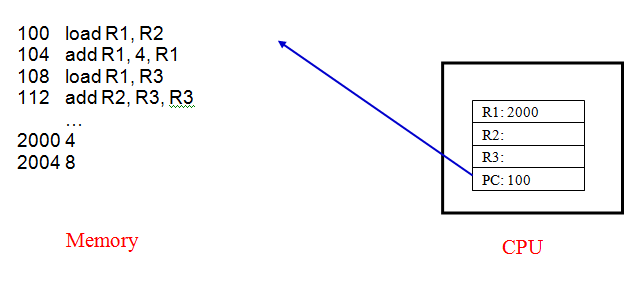 100 load R1, R2
104 add R1, 4, R1
108 load R1, R3
112 add R2, R3, R3
...
2000 4
2004 8
Memory
R1: 2000
R2:
R3:
PC: 100
CPU